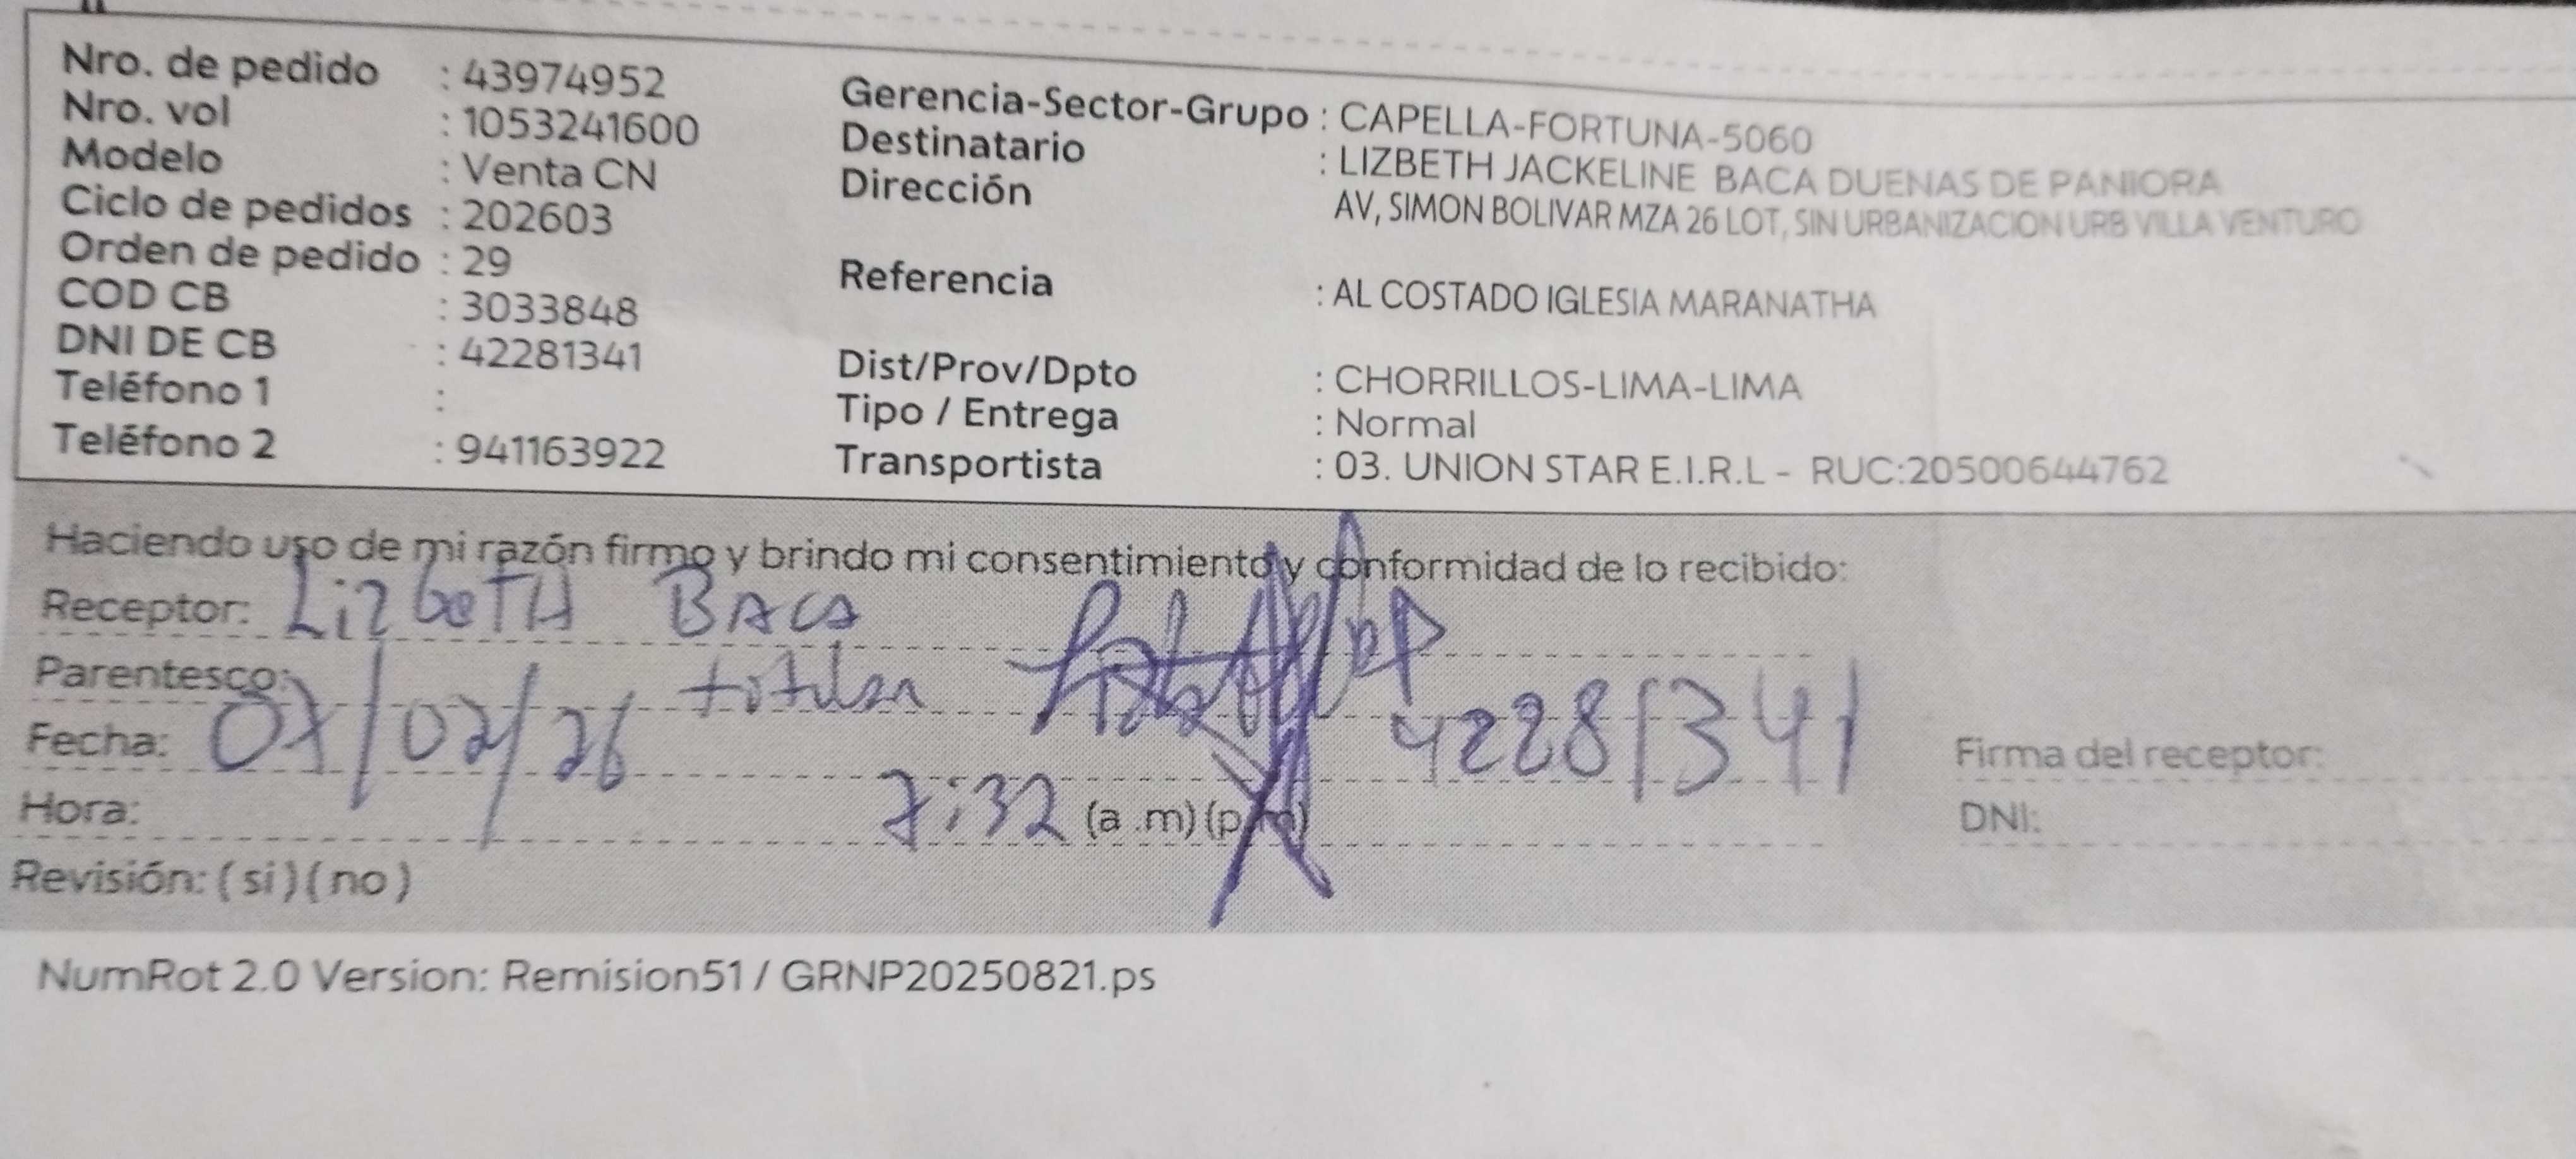 Nro. de pedido : 43974952
Nro. vol : 1053241600
Modelo : Venta CN
Ciclo de pedidos : 202603
Orden de pedido : 29
COD CB : 3033848
DNI DE CB : 42281341
Teléfono 1 :
Teléfono 2 : 941163922
Gerencia-Sector-Grupo : CAPELLA-FORTUNA-5060
Destinatario : LIZBETH JACKELINE BACA DUENAS DE PANIORA
Dirección AV, SIMON BOLIVAR MZA 26 LOT, SIN URBANIZACION URB VILLA VENTURO
Referencia : AL COSTADO IGLESIA MARANATHA
Dist/Prov/Dpto : CHORRILLOS-LIMA-LIMA
Tipo / Entrega : Normal
Transportista : 03. UNION STAR E.I.R.L - RUC:20500644762
Haciendo uso de mi razón firmo y brindo mi consentimiento y conformidad de lo recibido:
Receptor: LizbeTH BACA
Parentesco: titular
Fecha: 07/02/26 42281341
Hora: 7:32 (a .m) (p.m)
Revisión: ( si ) ( no )
Firma del receptor:
DNI:
NumRot 2.0 Version: Remision51 / GRNP20250821.ps